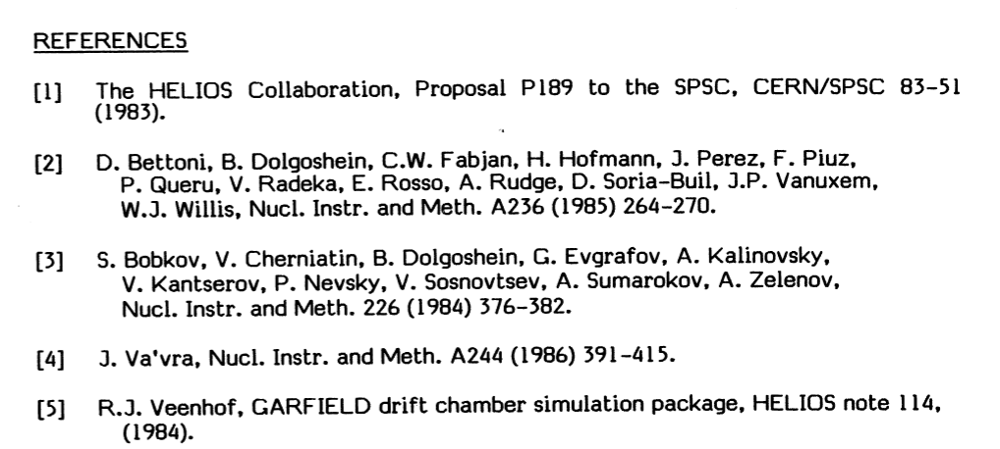 REFERENCES
[1] The HELIOS Collaboration, Proposal P189 to the SPSC, CERN/SPSC 83-51
(1983).
[2] D. Bettoni, B. Dolgoshein, C.W. Fabjan, H. Hofmann, J. Perez, F. Piuz,
P. Queru, V. Radeka, E. Rosso, A. Rudge, D. Soria-Buil, J.P. Vanuxem,
W.J. Willis, Nucl. Instr. and Meth. A236 (1985) 264-270.
[3] S. Bobkov, V. Cherniatin, B. Dolgoshein, G. Evgrafov, A. Kalinovsky,
V. Kantserov, P. Nevsky, V. Sosnovtsev, A. Sumarokov, A. Zelenov,
Nucl. Instr. and Meth. 226 (1984) 376-382.
[4] J. Va'vra, Nucl. Instr. and Meth. A244 (1986) 391-415.
[5] R.J. Veenhof, GARFIELD drift chamber simulation package, HELIOS note 114,
(1984).